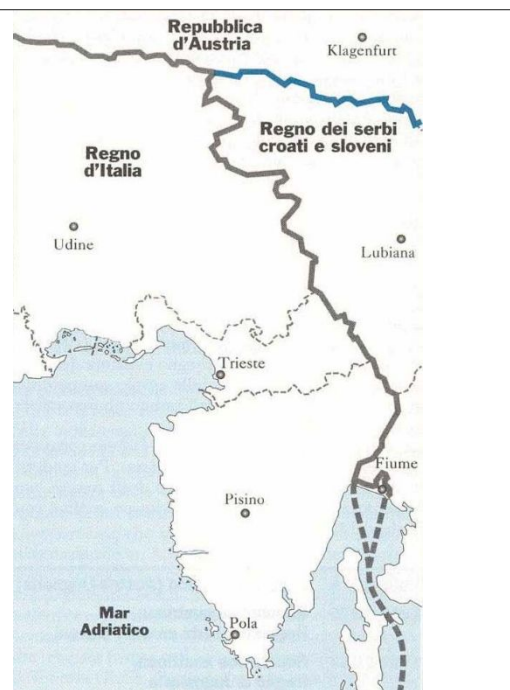 Repubblica
d'Austria
Klagenfurt
Regno dei serbi
croati e sloveni
Regno
d'Italia
Udine
Lubiana
Trieste
Fiume
Pisino
Mar
Adriatico
Pola